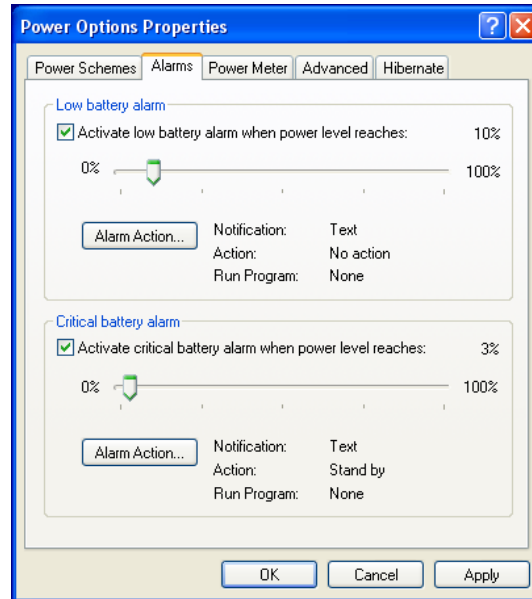 Power Options Properties
Power Schemes Alarms Power Meter Advanced Hibernate
Low battery alarm
Activate low battery alarm when power level reaches: 10%
0% 100%
Alarm Action... Notification: Text
Action: No action
Run Program: None
Critical battery alarm
Activate critical battery alarm when power level reaches: 3%
0% 100%
Alarm Action... Notification: Text
Action: Stand by
Run Program: None
OK Cancel Apply